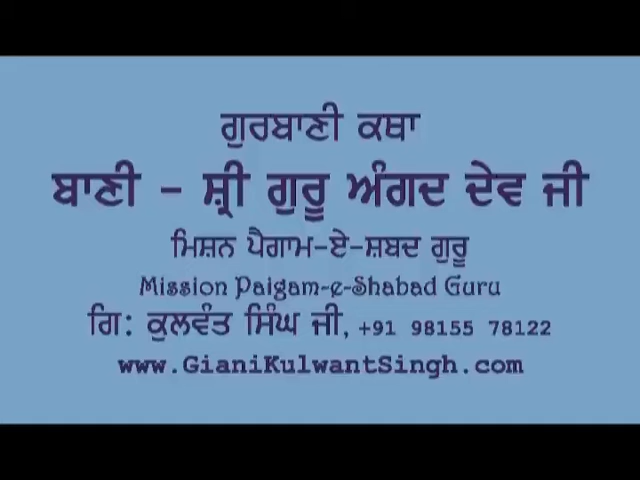 ਗੁਰਬਾਣੀ ਕਥਾ
ਬਾਣੀ - ਸ਼੍ਰੀ ਗੁਰੂ ਅੰਗਦ ਦੇਵ ਜੀ
ਮਿਸ਼ਨ ਪੈਗਾਮ-ਏ-ਸ਼ਬਦ ਗੁਰੂ
Mission Paigam-e-Shabad Guru
ਗਿ: ਕੁਲਵੰਤ ਸਿੰਘ ਜੀ, +91 98155 78122
www.GianiKulwantSingh.com